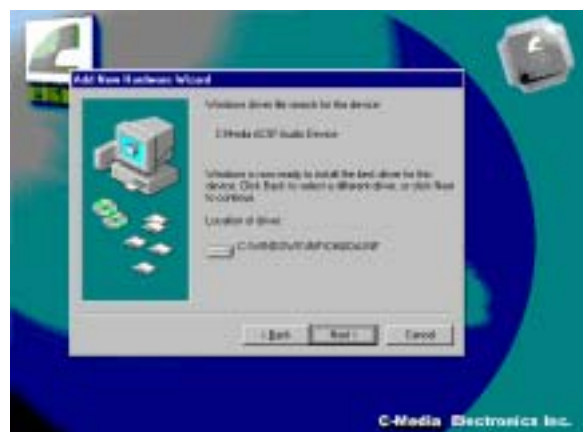 Add New Hardware Wizard
Windows driver file search for the device:
C-Media AC97 Audio Device
Windows is now ready to install the best driver for this
device. Click Back to select a different driver, or click Next
to continue.
Location of driver:
< Back
Next >
Cancel
C-Media Electronics Inc.